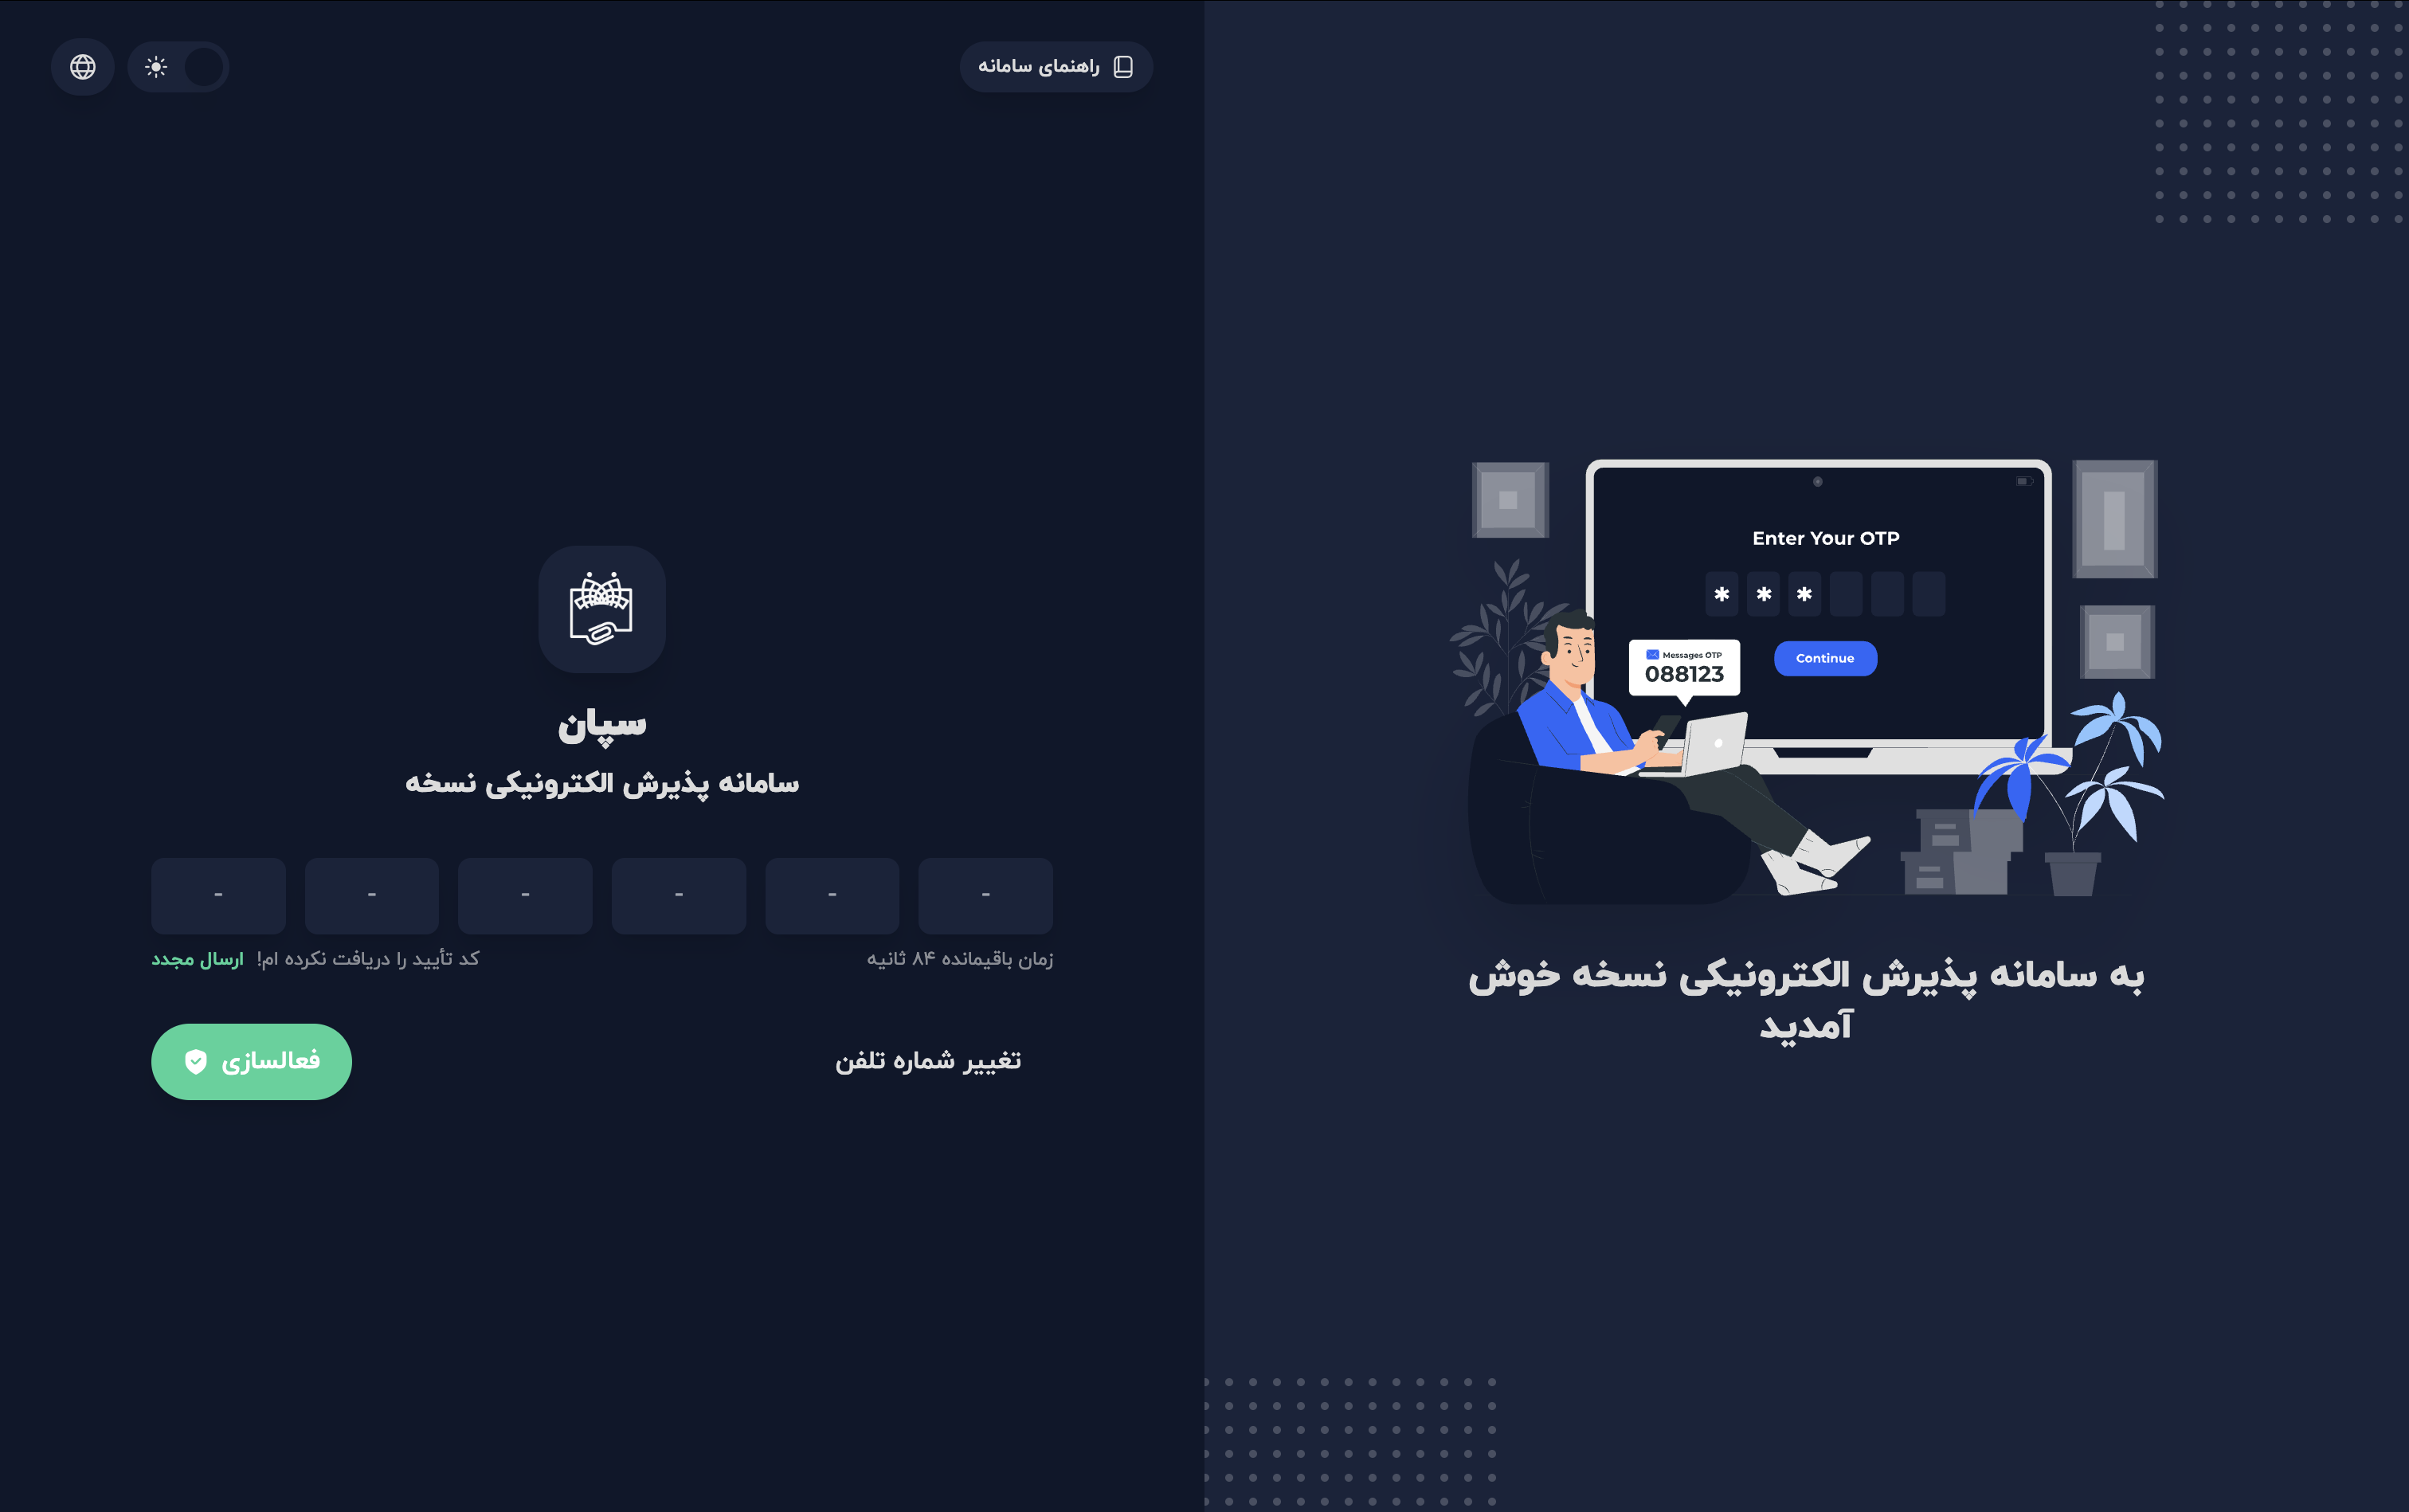 راهنمای سامانه
Enter Your OTP
* * *
Messages OTP
088123
Continue
به سامانه پذیرش الکترونیکی نسخه خوش
آمدید
سپان
سامانه پذیرش الکترونیکی نسخه
- - - - - -
زمان باقیمانده ۸۴ ثانیه
کد تأیید را دریافت نکرده ام! ارسال مجدد
تغییر شماره تلفن
فعالسازی